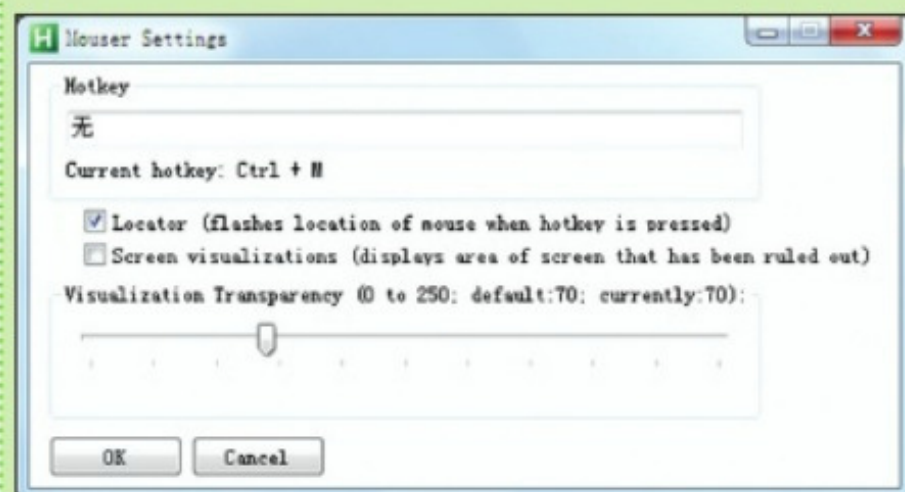 H Mouser Settings
Hotkey
无
Current hotkey: Ctrl + M
Locator (flashes location of mouse when hotkey is pressed)
Screen visualizations (displays area of screen that has been ruled out)
Visualization Transparency (0 to 250; default:70; currently:70):
OK Cancel